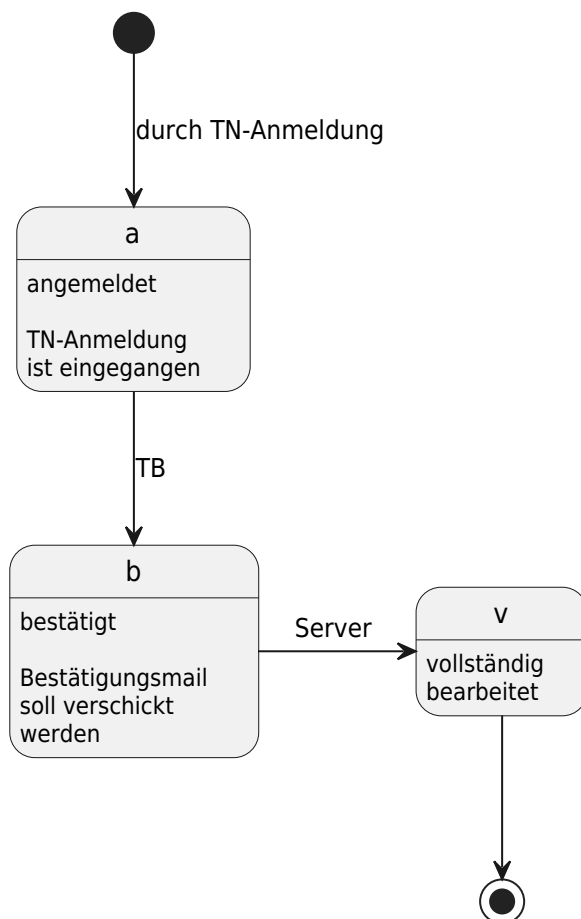 durch TN-Anmeldung
a
angemeldet
TN-Anmeldung
ist eingegangen
TB
b
bestätigt
Bestätigungsmail
soll verschickt
werden
Server
v
vollständig
bearbeitet